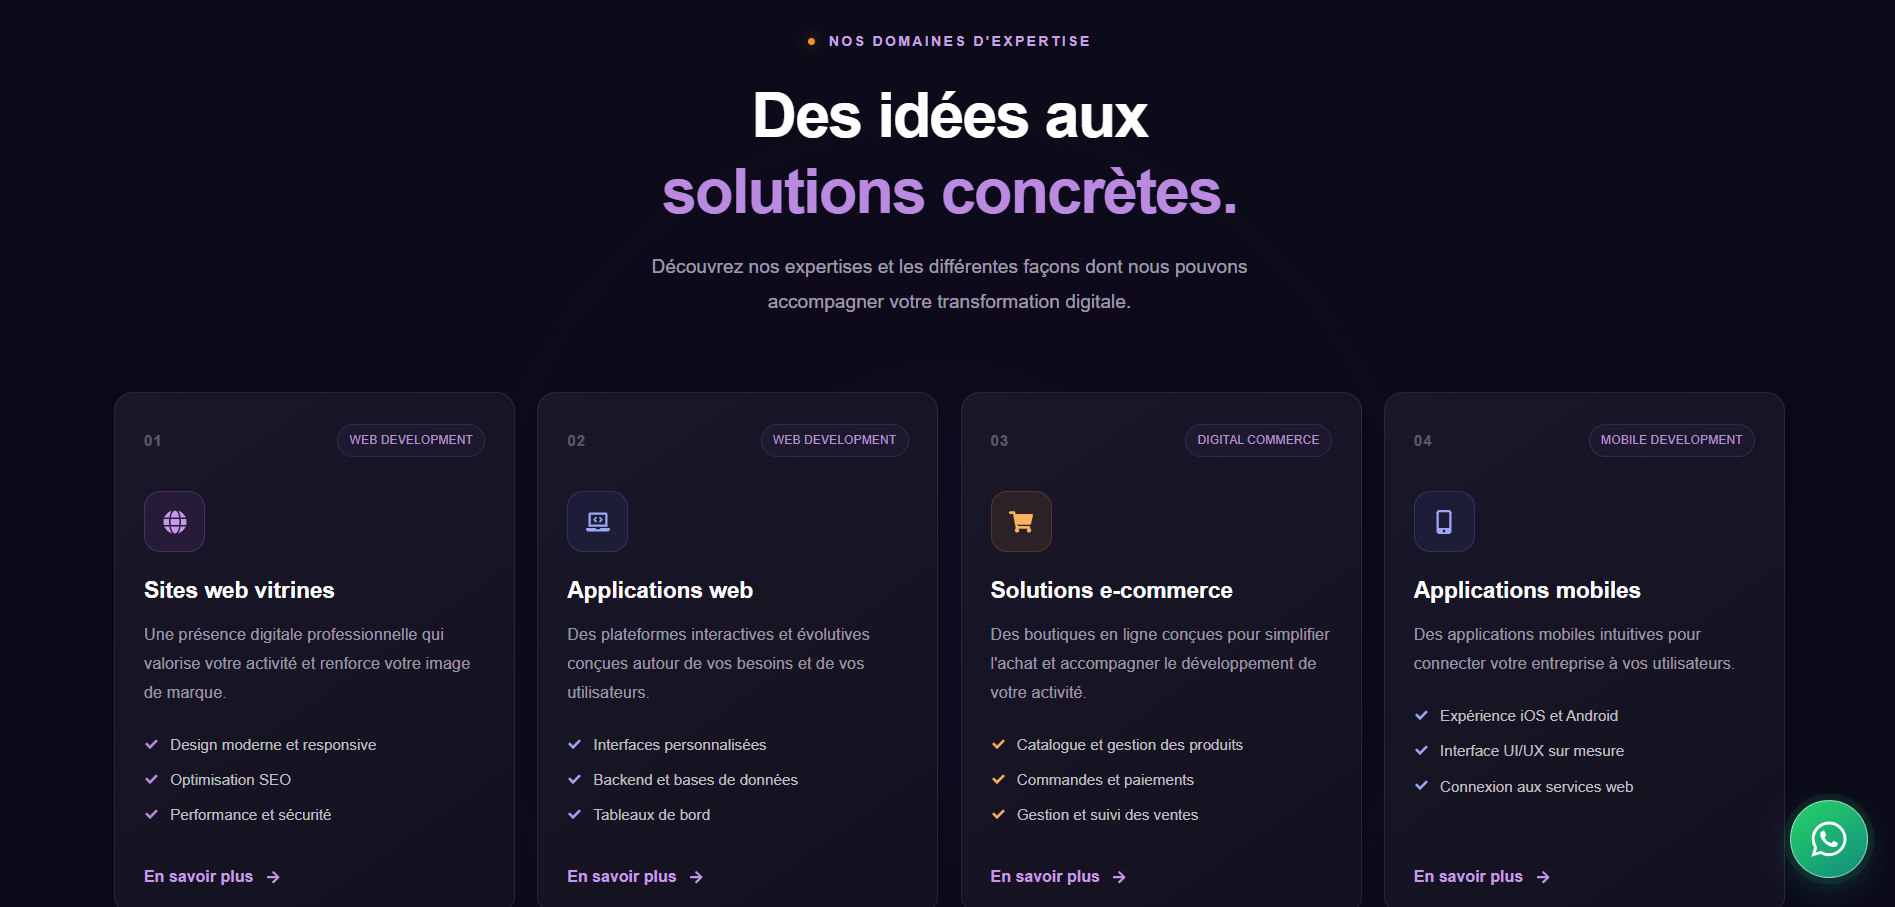 NOS DOMAINES D'EXPERTISE
Des idées aux
solutions concrètes.
Découvrez nos expertises et les différentes façons dont nous pouvons
accompagner votre transformation digitale.
01
WEB DEVELOPMENT
Sites web vitrines
Une présence digitale professionnelle qui
valorise votre activité et renforce votre image
de marque.
Design moderne et responsive
Optimisation SEO
Performance et sécurité
En savoir plus
02
WEB DEVELOPMENT
Applications web
Des plateformes interactives et évolutives
conçues autour de vos besoins et de vos
utilisateurs.
Interfaces personnalisées
Backend et bases de données
Tableaux de bord
En savoir plus
03
DIGITAL COMMERCE
Solutions e-commerce
Des boutiques en ligne conçues pour simplifier
l'achat et accompagner le développement de
votre activité.
Catalogue et gestion des produits
Commandes et paiements
Gestion et suivi des ventes
En savoir plus
04
MOBILE DEVELOPMENT
Applications mobiles
Des applications mobiles intuitives pour
connecter votre entreprise à vos utilisateurs.
Expérience iOS et Android
Interface UI/UX sur mesure
Connexion aux services web
En savoir plus